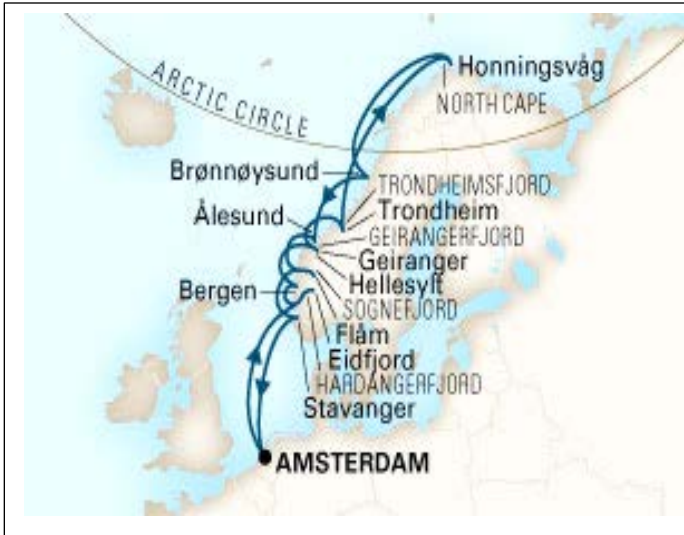 Honningsvåg
NORTH CAPE
ARCTIC CIRCLE
Brønnøysund
TRONDHEIMSFJORD
Trondheim
Ålesund
GEIRANGERFJORD
Geiranger
Hellesylt
Bergen
SOGNEFJORD
Flåm
Eidfjord
HARDANGERFJORD
Stavanger
AMSTERDAM